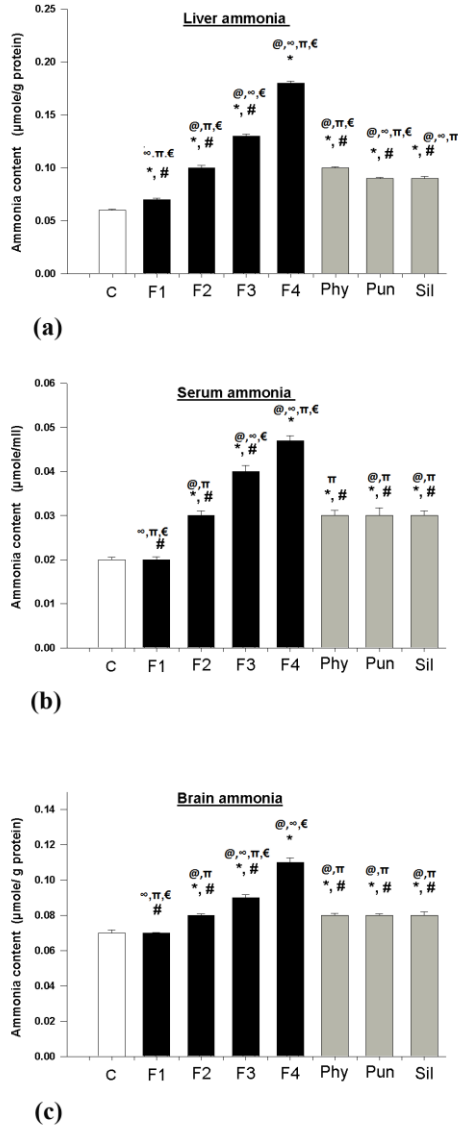 Liver ammonia
Ammonia content (µmole/g protein)
0.25
0.20
0.15
0.10
0.05
0.00
∞.π.€
*, #
@,π,€
*, #
@,∞,€
*, #
@,∞,π,€
*
@,π,€
*, #
@,∞,π,€
*, #
@,∞,π
*, #
C F1 F2 F3 F4 Phy Pun Sil
(a)
Serum ammonia
Ammonia content (µmole/mll)
0.06
0.05
0.04
0.03
0.02
0.01
0.00
∞,π,€
#
@,π
*, #
@,∞,€
*, #
@,∞,π,€
*
π
*, #
@,π
*, #
@,π
*, #
C F1 F2 F3 F4 Phy Pun Sil
(b)
Brain ammonia
Ammonia content (µmole/ g protein)
0.14
0.12
0.10
0.08
0.06
0.04
0.02
0.00
∞,π,€
#
@,π
*, #
@,∞,π,€
*, #
@,∞,€
*
@,π
*, #
@,π
*, #
@,π
*, #
C F1 F2 F3 F4 Phy Pun Sil
(c)